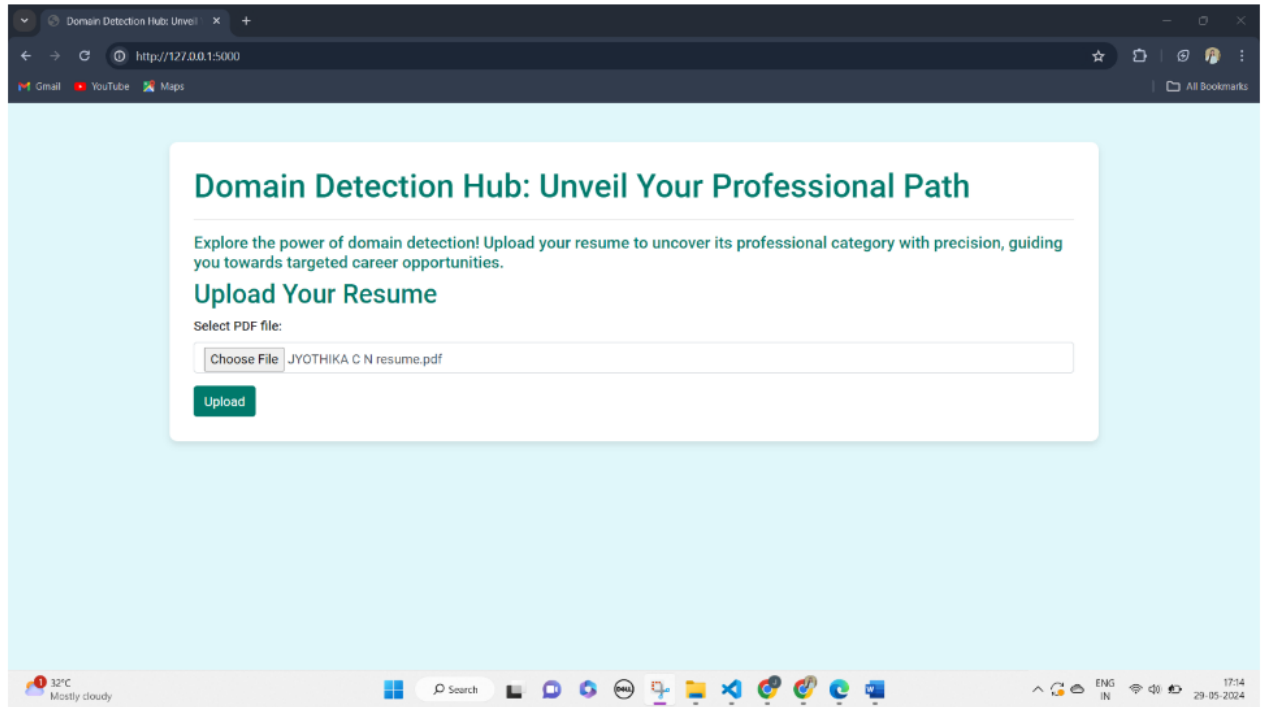 Domain Detection Hub: Unveil
http://127.0.0.1:5000
Gmail YouTube Maps All Bookmarks
Domain Detection Hub: Unveil Your Professional Path
Explore the power of domain detection! Upload your resume to uncover its professional category with precision, guiding
you towards targeted career opportunities.
Upload Your Resume
Select PDF file:
Choose File JYOTHIKA C N resume.pdf
Upload
1
32°C
Mostly cloudy
Search
DELL
ENG
IN
17:14
29-05-2024